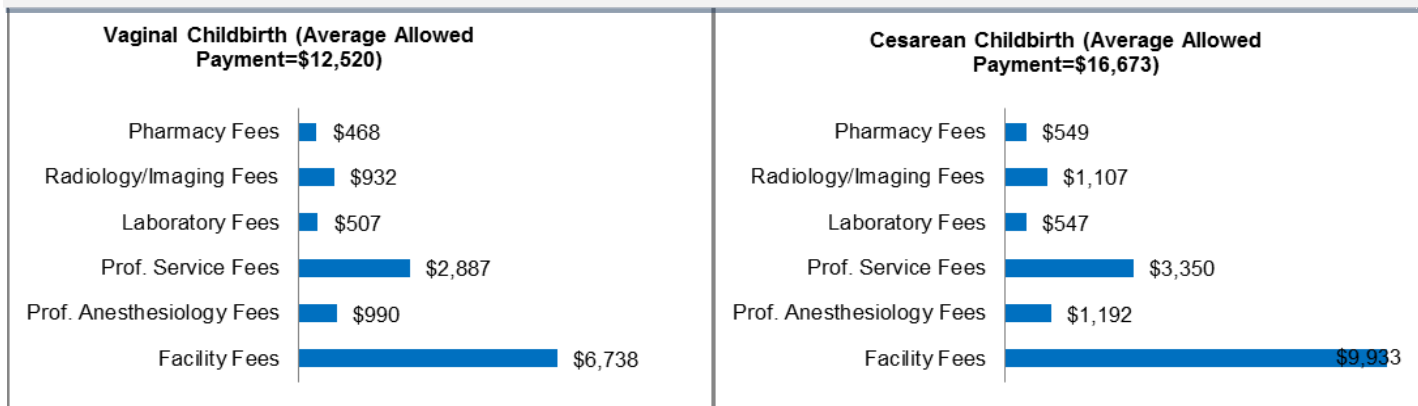 Vaginal Childbirth (Average Allowed
Payment=$12,520)
Pharmacy Fees $468
Radiology/Imaging Fees $932
Laboratory Fees $507
Prof. Service Fees $2,887
Prof. Anesthesiology Fees $990
Facility Fees $6,738
Cesarean Childbirth (Average Allowed
Payment=$16,673)
Pharmacy Fees $549
Radiology/Imaging Fees $1,107
Laboratory Fees $547
Prof. Service Fees $3,350
Prof. Anesthesiology Fees $1,192
Facility Fees $9,933